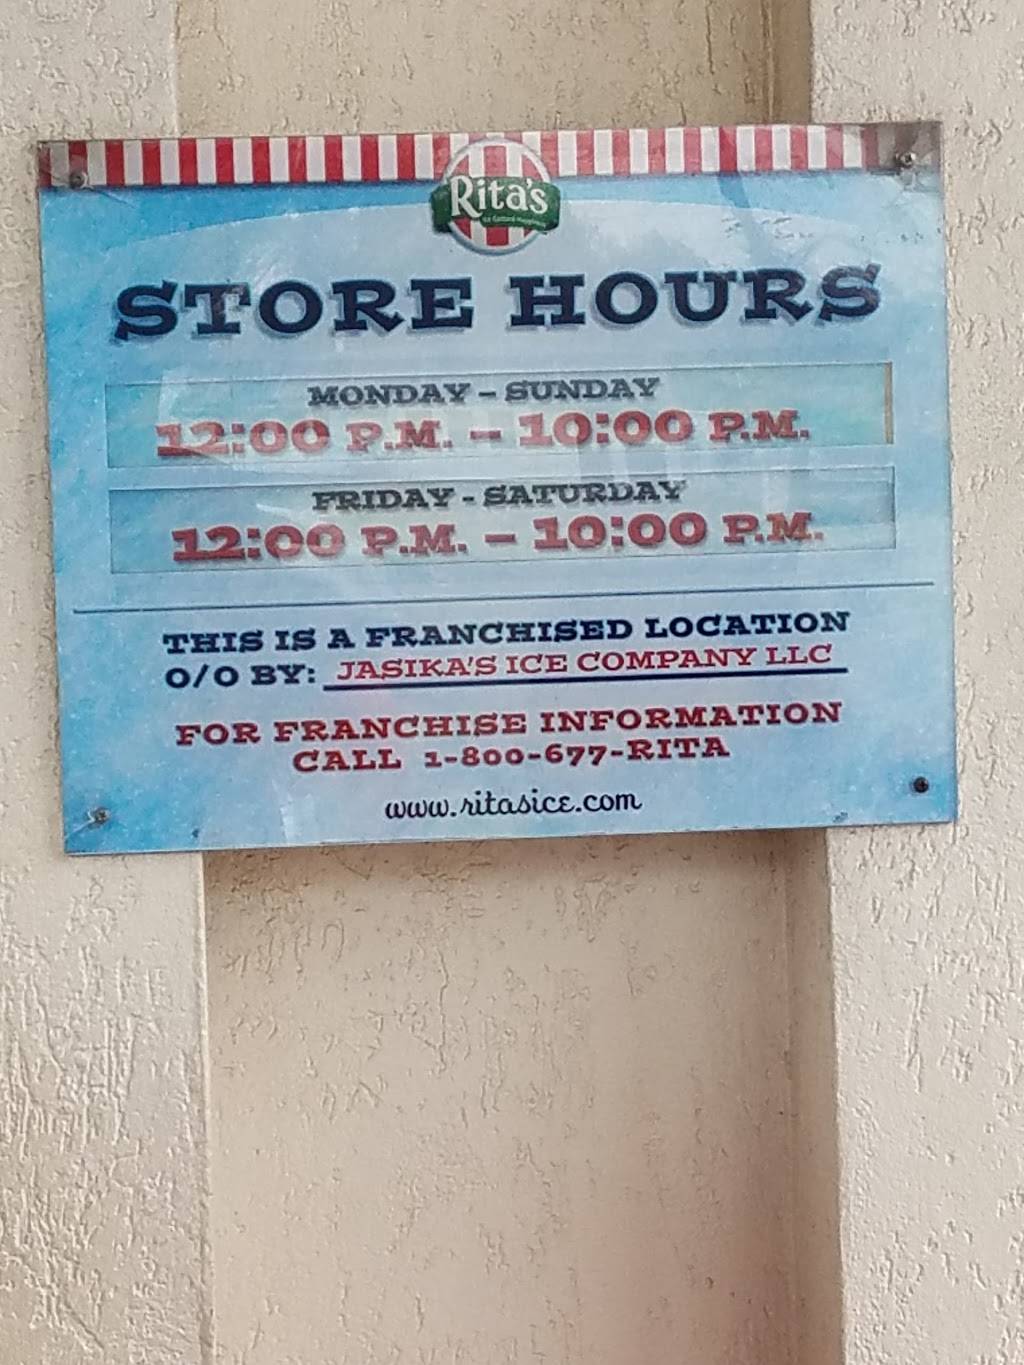 Rita's
STORE HOURS
MONDAY - SUNDAY
12:00 P.M. - 10:00 P.M.
FRIDAY - SATURDAY
12:00 P.M. - 10:00 P.M.
THIS IS A FRANCHISED LOCATION
O/O BY: JASIKA'S ICE COMPANY LLC
FOR FRANCHISE INFORMATION
CALL 1-800-677-RITA
www.ritasice.com